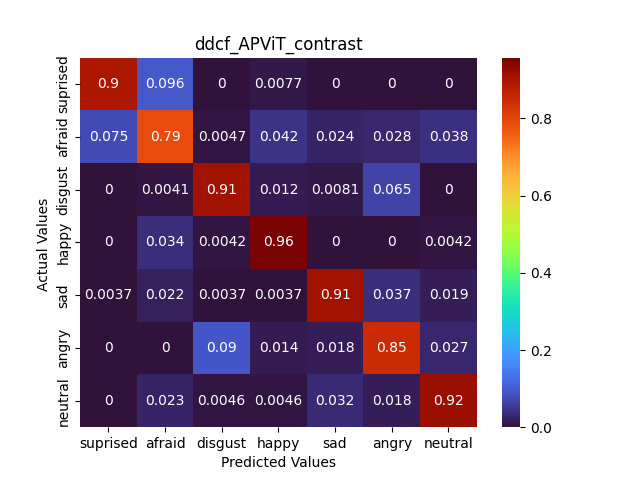 ddcf_APViT_contrast
suprised 0.9 0.096 0 0.0077 0 0 0
afraid 0.075 0.79 0.0047 0.042 0.024 0.028 0.038
disgust 0 0.0041 0.91 0.012 0.0081 0.065 0
happy 0 0.034 0.0042 0.96 0 0 0.0042
sad 0.0037 0.022 0.0037 0.0037 0.91 0.037 0.019
angry 0 0 0.09 0.014 0.018 0.85 0.027
neutral 0 0.023 0.0046 0.0046 0.032 0.018 0.92
suprised afraid disgust happy sad angry neutral
Predicted Values
Actual Values
0.8
0.6
0.4
0.2
0.0